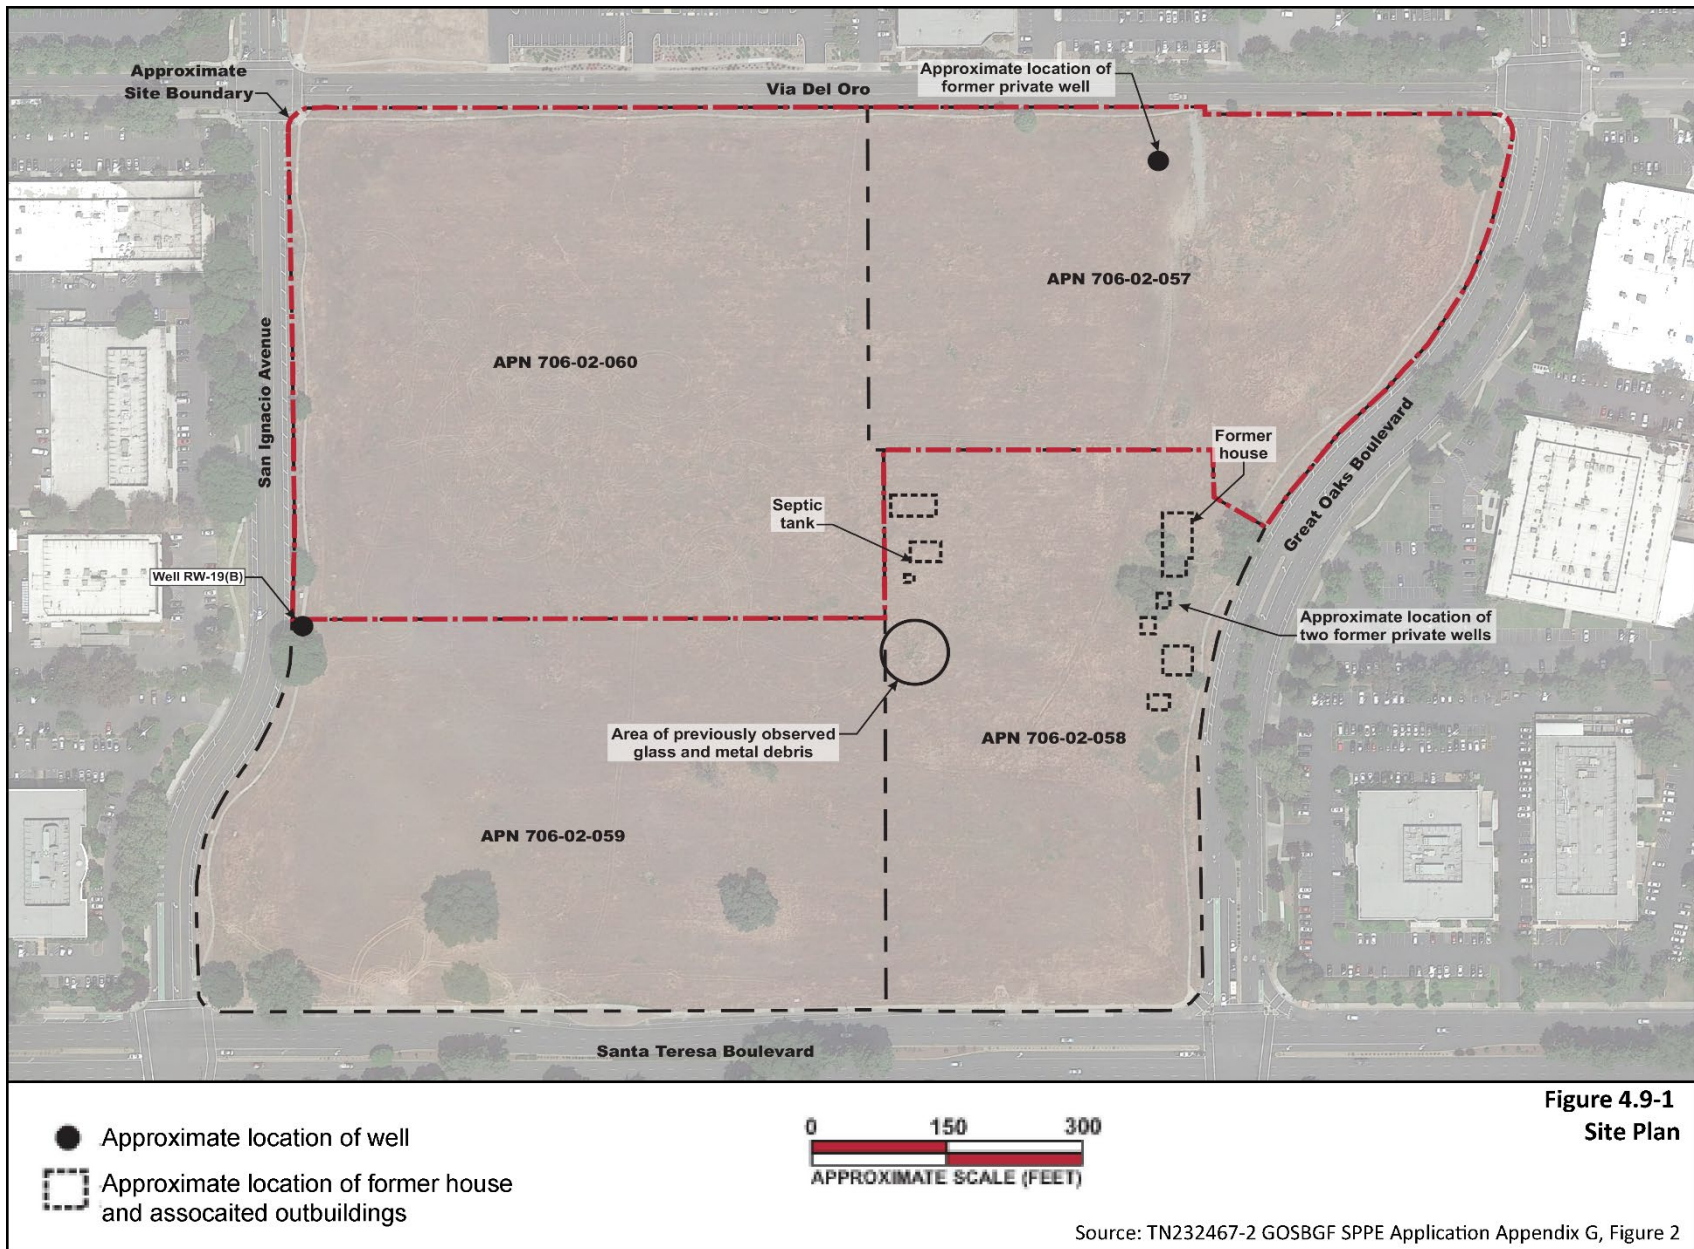 Approximate
Site Boundary
Via Del Oro
Approximate location of
former private well
APN 706-02-057
APN 706-02-060
San Ignacio Avenue
Great Oaks Boulevard
Former
house
Septic
tank
Well RW-19(B)
Approximate location of
two former private wells
Area of previously observed
glass and metal debris
APN 706-02-058
APN 706-02-059
Santa Teresa Boulevard
Figure 4.9-1
Site Plan
Approximate location of well
Approximate location of former house
and assocaited outbuildings
0 150 300
APPROXIMATE SCALE (FEET)
Source: TN232467-2 GOSBGF SPPE Application Appendix G, Figure 2